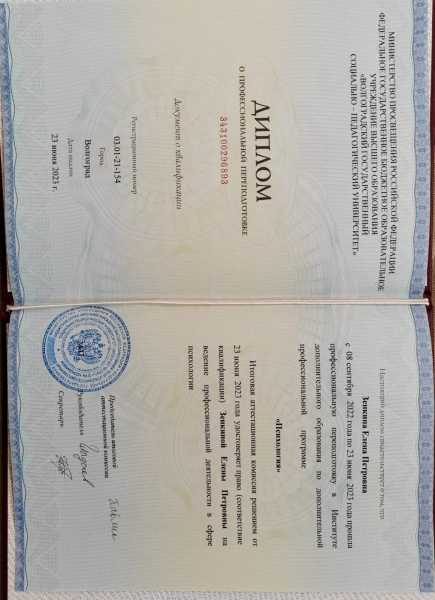 МИНИСТЕРСТВО ПРОСВЕЩЕНИЯ РОССИЙСКОЙ ФЕДЕРАЦИИ
ФЕДЕРАЛЬНОЕ ГОСУДАРСТВЕННОЕ БЮДЖЕТНОЕ ОБРАЗОВАТЕЛЬНОЕ
УЧРЕЖДЕНИЕ ВЫСШЕГО ОБРАЗОВАНИЯ
«ВОЛГОГРАДСКИЙ ГОСУДАРСТВЕННЫЙ
СОЦИАЛЬНО – ПЕДАГОГИЧЕСКИЙ УНИВЕРСИТЕТ»
ДИПЛОМ
О ПРОФЕССИОНАЛЬНОЙ ПЕРЕПОДГОТОВКЕ
343100296893
Документ о квалификации
Регистрационный номер
03.01-21-154
Город
Волгоград
Дата выдачи
23 июня 2023 г.
Настоящий диплом свидетельствует о том, что
Зенкина Елена Петровна
с 08 сентября 2022 года по 23 июня 2023 года прошла
профессиональную переподготовку в Институте
дополнительного образования по дополнительной
профессиональной программе
«Психология»
Итоговая аттестационная комиссия решением от
23 июня 2023 года удостоверяет право (соответствие
квалификации) Зенкиной Елены Петровны на
ведение профессиональной деятельности в сфере
психологии
Председатель итоговой
аттестационной комиссии
Руководитель
Секретарь